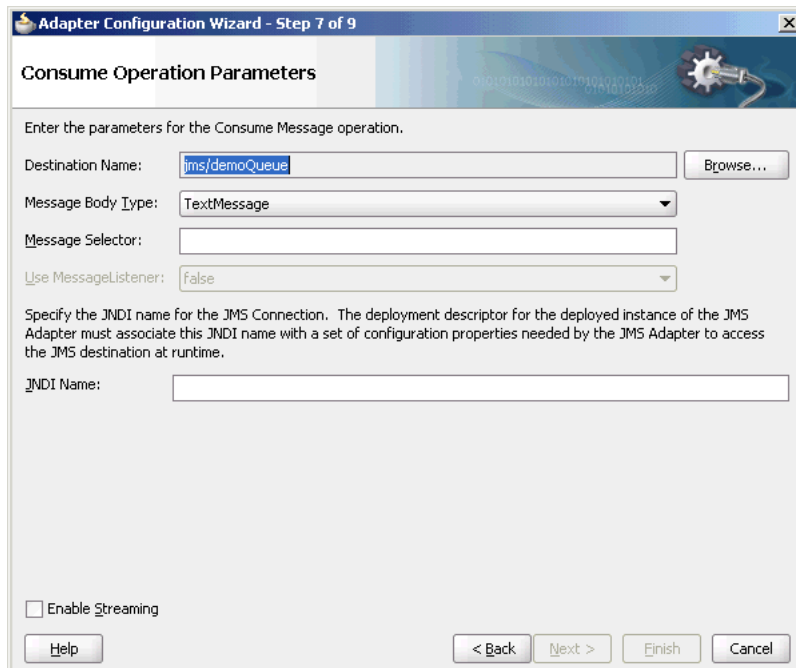 Adapter Configuration Wizard - Step 7 of 9
Consume Operation Parameters
Enter the parameters for the Consume Message operation.
Destination Name: jms/demoQueue Browse...
Message Body Type: TextMessage
Message Selector:
Use MessageListener: false
Specify the JNDI name for the JMS Connection. The deployment descriptor for the deployed instance of the JMS
Adapter must associate this JNDI name with a set of configuration properties needed by the JMS Adapter to access
the JMS destination at runtime.
JNDI Name:
Enable Streaming
Help < Back Next > Finish Cancel